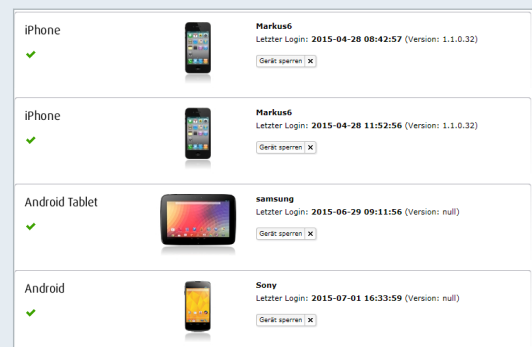 iPhone
Markus6
Letzter Login: 2015-04-28 08:42:57 (Version: 1.1.0.32)
Gerät sperren
iPhone
Markus6
Letzter Login: 2015-04-28 11:52:56 (Version: 1.1.0.32)
Gerät sperren
Android Tablet
samsung
Letzter Login: 2015-06-29 09:11:56 (Version: null)
Gerät sperren
Android
Sony
Letzter Login: 2015-07-01 16:33:59 (Version: null)
Gerät sperren